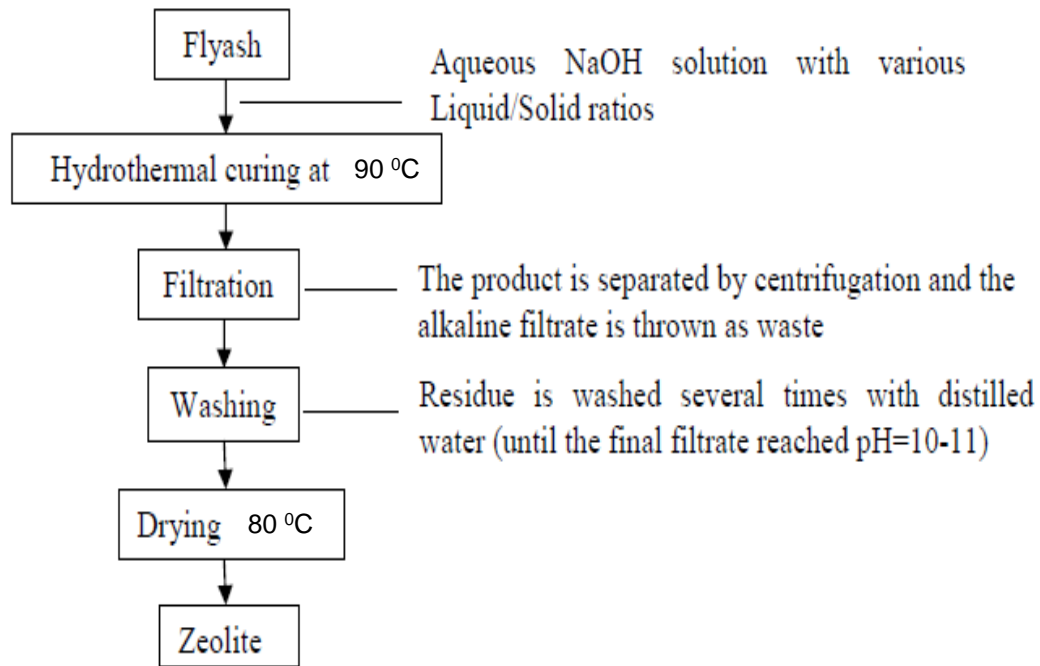 Flyash
Aqueous NaOH solution with various
Liquid/Solid ratios
Hydrothermal curing at 90 ⁰C
Filtration
The product is separated by centrifugation and the
alkaline filtrate is thrown as waste
Washing
Residue is washed several times with distilled
water (until the final filtrate reached pH=10-11)
Drying 80 ⁰C
Zeolite